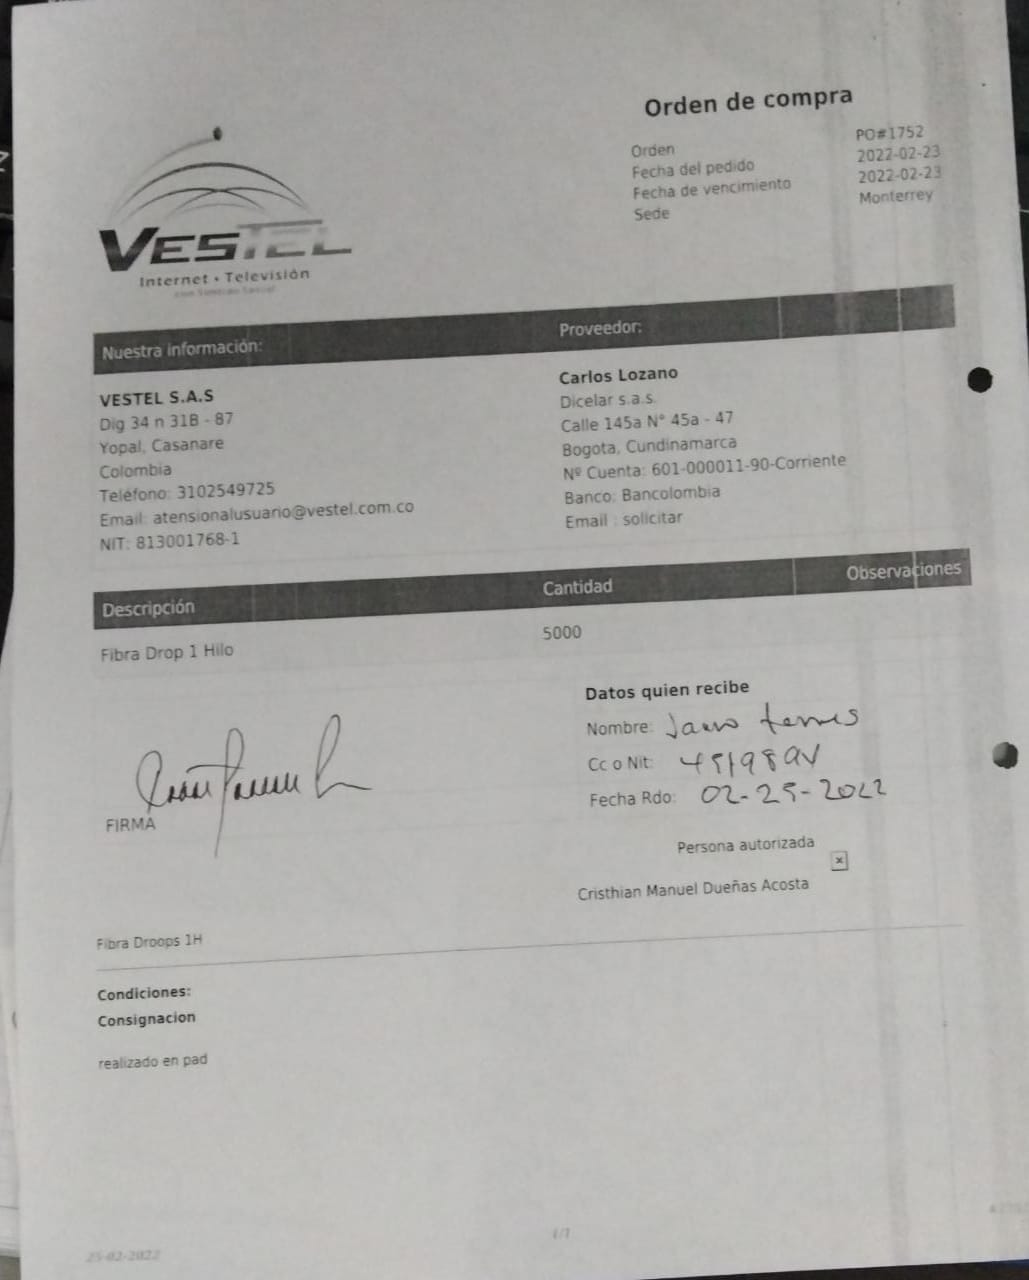 Orden de compra
Orden PO#1752
Fecha del pedido 2022-02-23
Fecha de vencimiento 2022-02-23
Sede Monterrey
VESTEL
Internet • Televisión
Nuestra información:
VESTEL S.A.S
Dig 34 n 31B - 87
Yopal, Casanare
Colombia
Teléfono: 3102549725
Email: atensionalusuario@vestel.com.co
NIT: 813001768-1
Proveedor:
Carlos Lozano
Dicelar s.a.s.
Calle 145a N° 45a - 47
Bogota, Cundinamarca
Nº Cuenta: 601-000011-90-Corriente
Banco: Bancolombia
Email : solicitar
Descripción Cantidad Observaciones
Fibra Drop 1 Hilo 5000
Datos quien recibe
Nombre:
Cc o Nit:
Fecha Rdo: 02-25-2022
FIRMA
Persona autorizada
Cristhian Manuel Dueñas Acosta
Fibra Droops 1H
Condiciones:
Consignacion
realizado en pad
25-02-2022
1/1